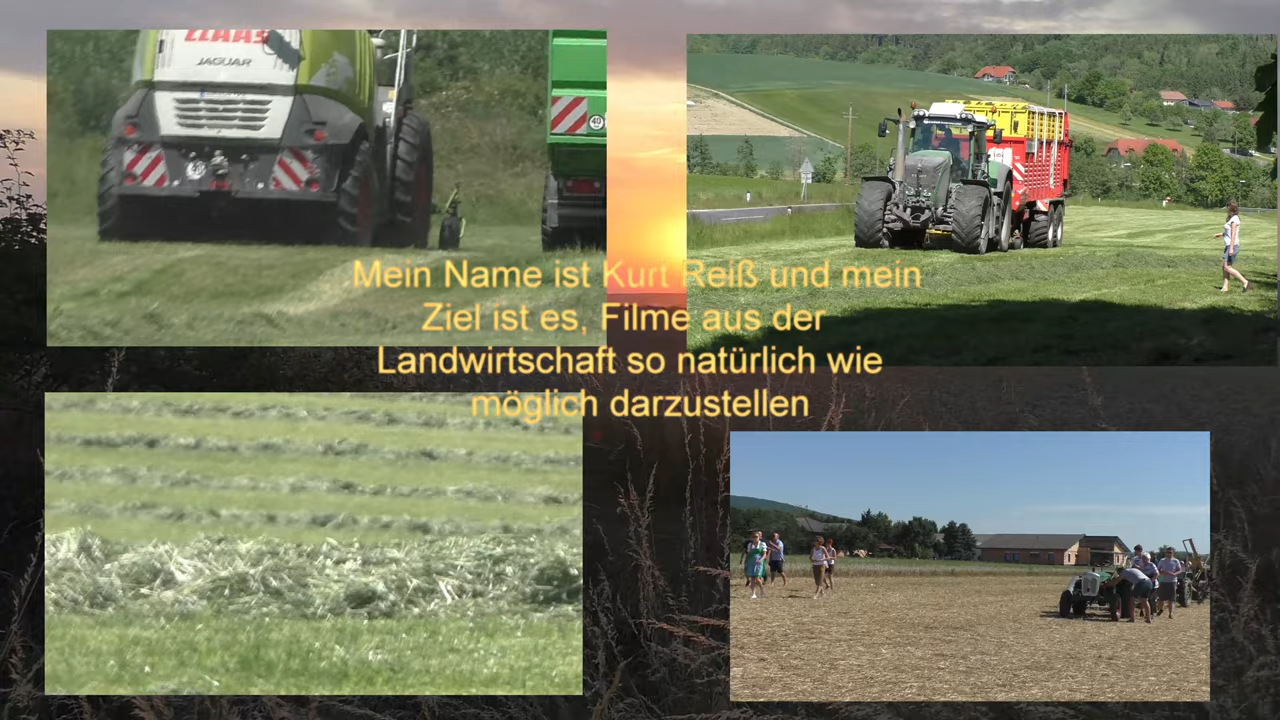 CLAAS
JAGUAR
40
Mein Name ist Kurt Reiß und mein
Ziel ist es, Filme aus der
Landwirtschaft so natürlich wie
möglich darzustellen